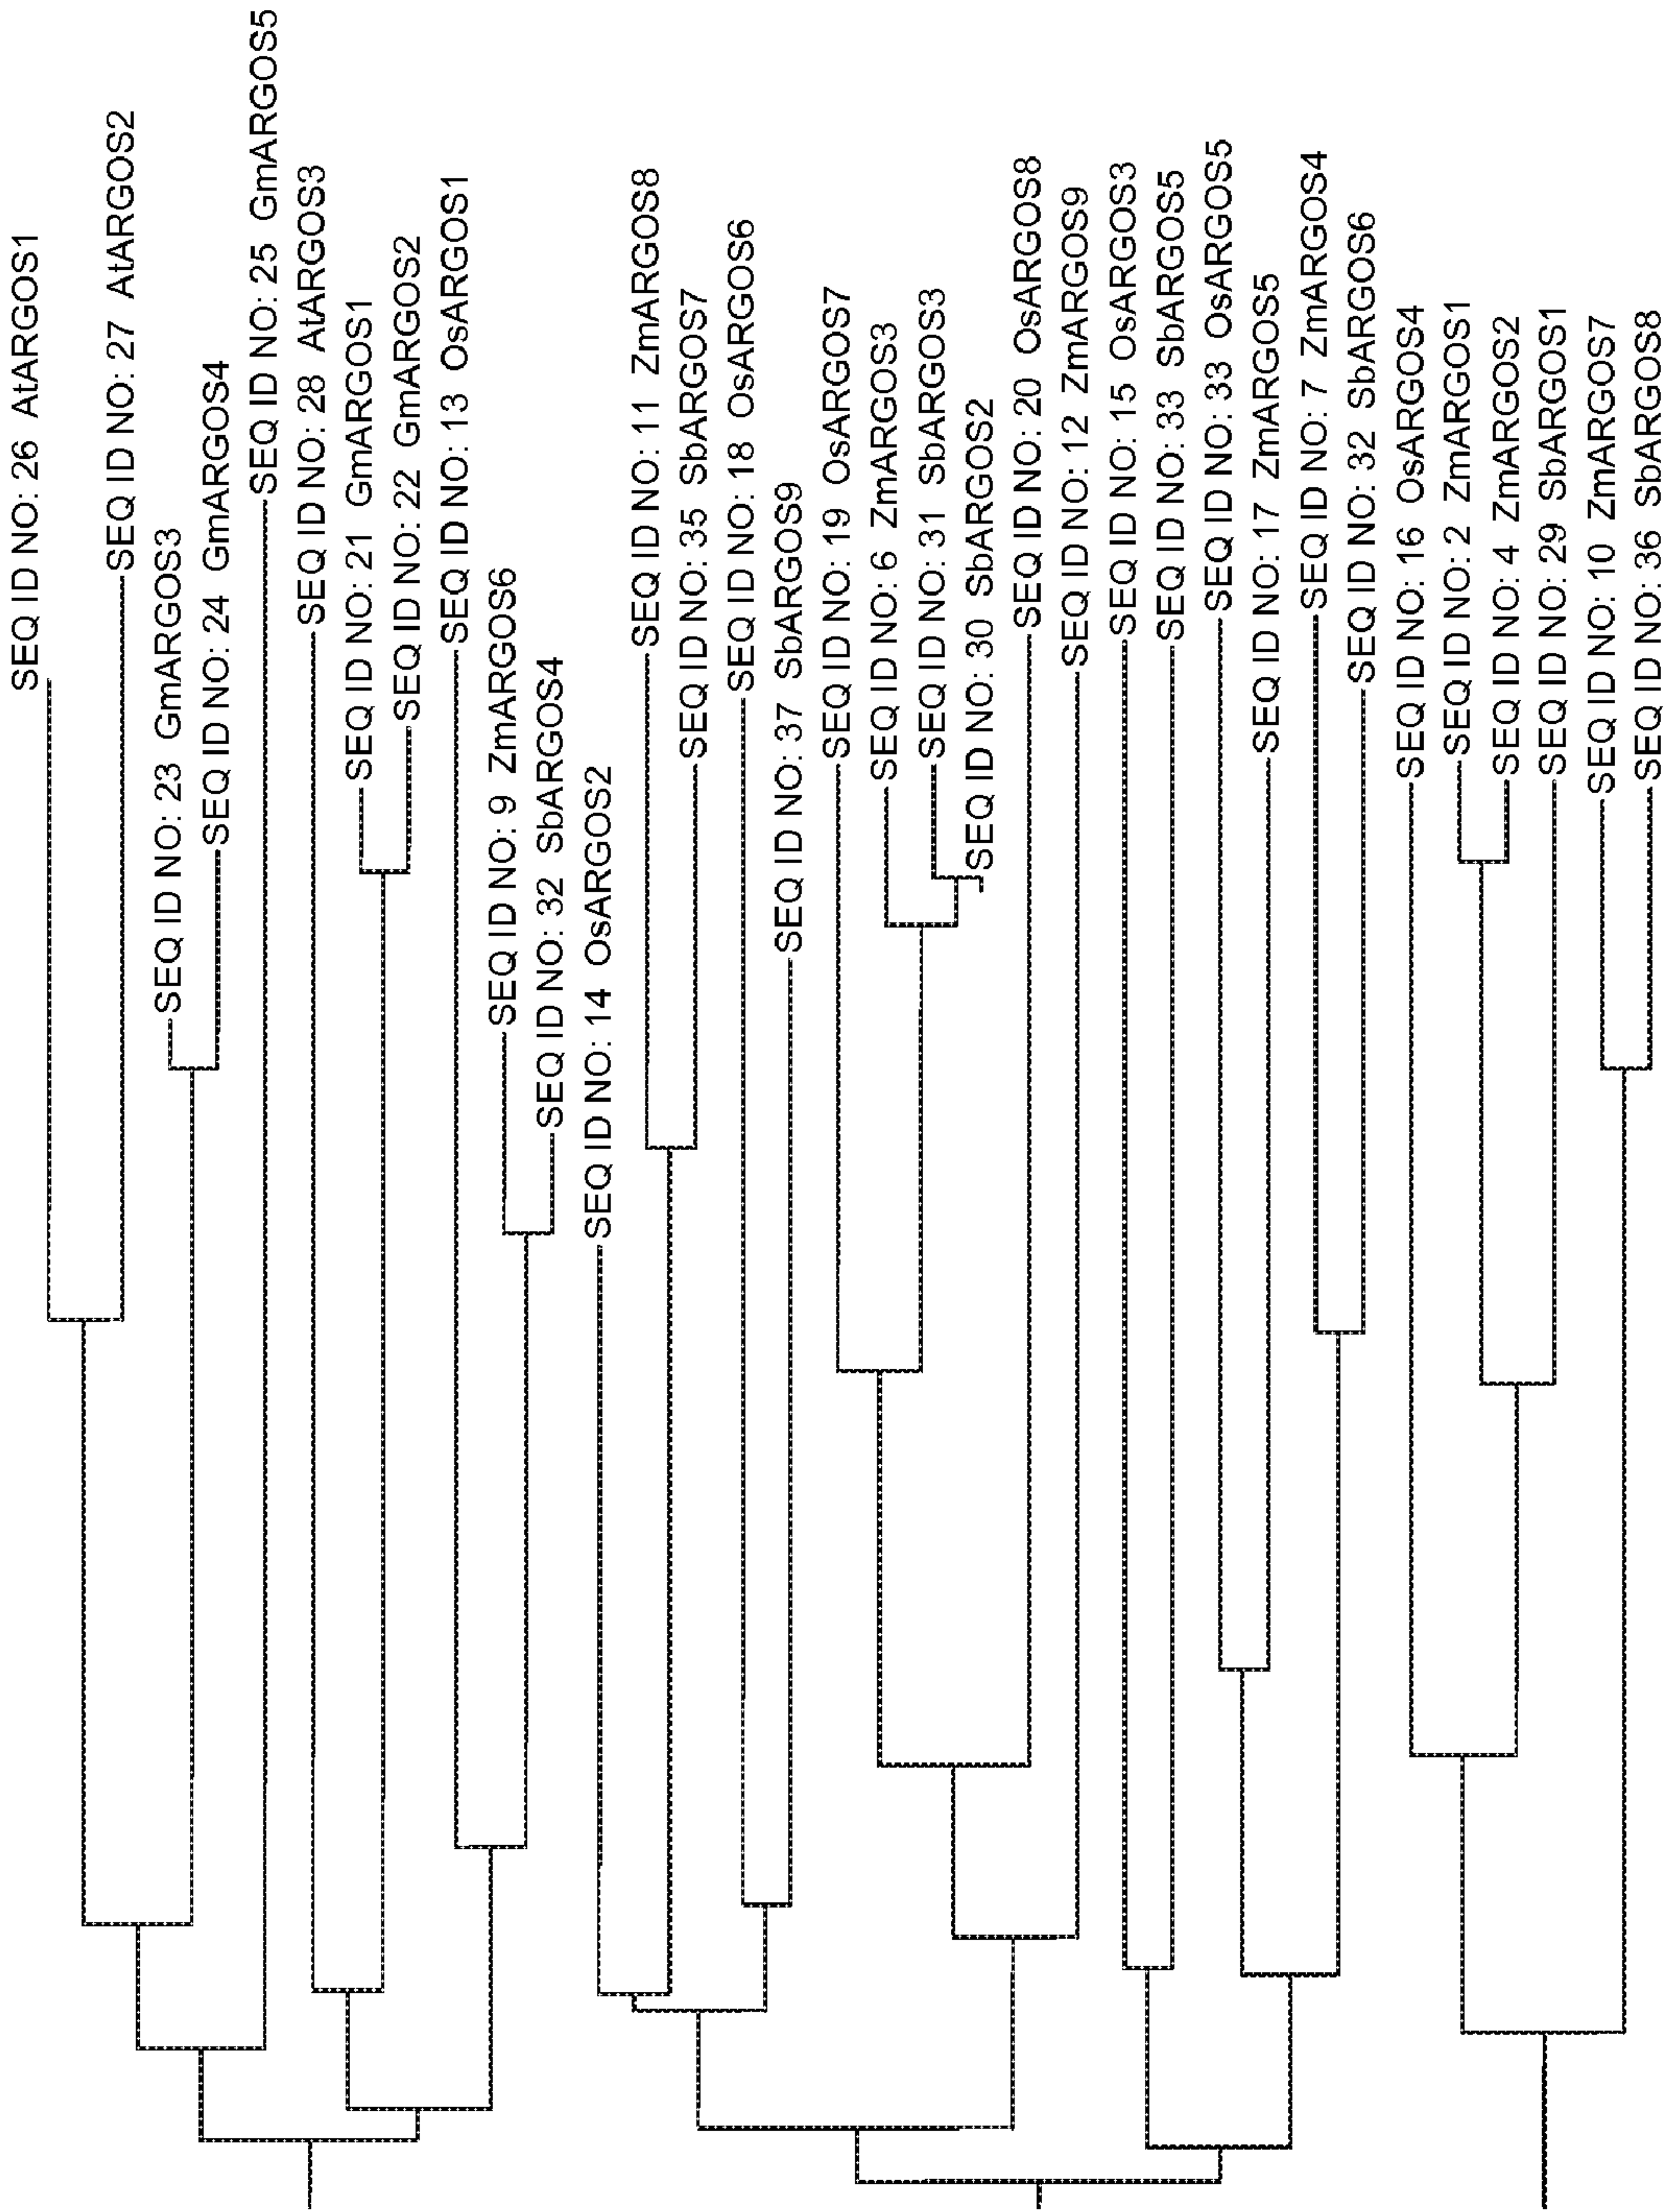 SEQ ID NO: 26 AtARGOS1
SEQ ID NO: 27 AtARGOS2
SEQ ID NO: 23 GmARGOS3
SEQ ID NO: 24 GmARGOS4
SEQ ID NO: 25 GmARGOS5
SEQ ID NO: 28 AtARGOS3
SEQ ID NO: 21 GmARGOS1
SEQ ID NO: 22 GmARGOS2
SEQ ID NO: 13 OsARGOS1
SEQ ID NO: 9 ZmARGOS6
SEQ ID NO: 32 SbARGOS4
SEQ ID NO: 14 OsARGOS2
SEQ ID NO: 11 ZmARGOS8
SEQ ID NO: 35 SbARGOS7
SEQ ID NO: 18 OsARGOS6
SEQ ID NO: 37 SbARGOS9
SEQ ID NO: 19 OsARGOS7
SEQ ID NO: 6 ZmARGOS3
SEQ ID NO: 31 SbARGOS3
SEQ ID NO: 30 SbARGOS2
SEQ ID NO: 20 OsARGOS8
SEQ ID NO: 12 ZmARGOS9
SEQ ID NO: 15 OsARGOS3
SEQ ID NO: 33 SbARGOS5
SEQ ID NO: 33 OsARGOS5
SEQ ID NO: 17 ZmARGOS5
SEQ ID NO: 7 ZmARGOS4
SEQ ID NO: 32 SbARGOS6
SEQ ID NO: 16 OsARGOS4
SEQ ID NO: 2 ZmARGOS1
SEQ ID NO: 4 ZmARGOS2
SEQ ID NO: 29 SbARGOS1
SEQ ID NO: 10 ZmARGOS7
SEQ ID NO: 36 SbARGOS8